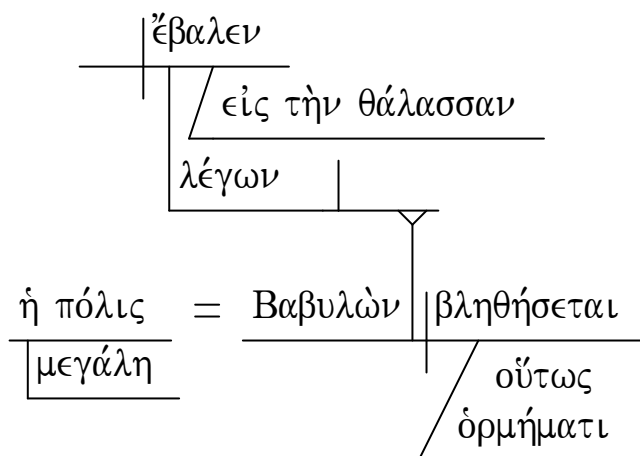 ἔβαλεν
εἰς τὴν θάλασσαν
λέγων
ἡ πόλις = Βαβυλὼν βληθήσεται
μεγάλη
οὕτως
ὁρμήματι